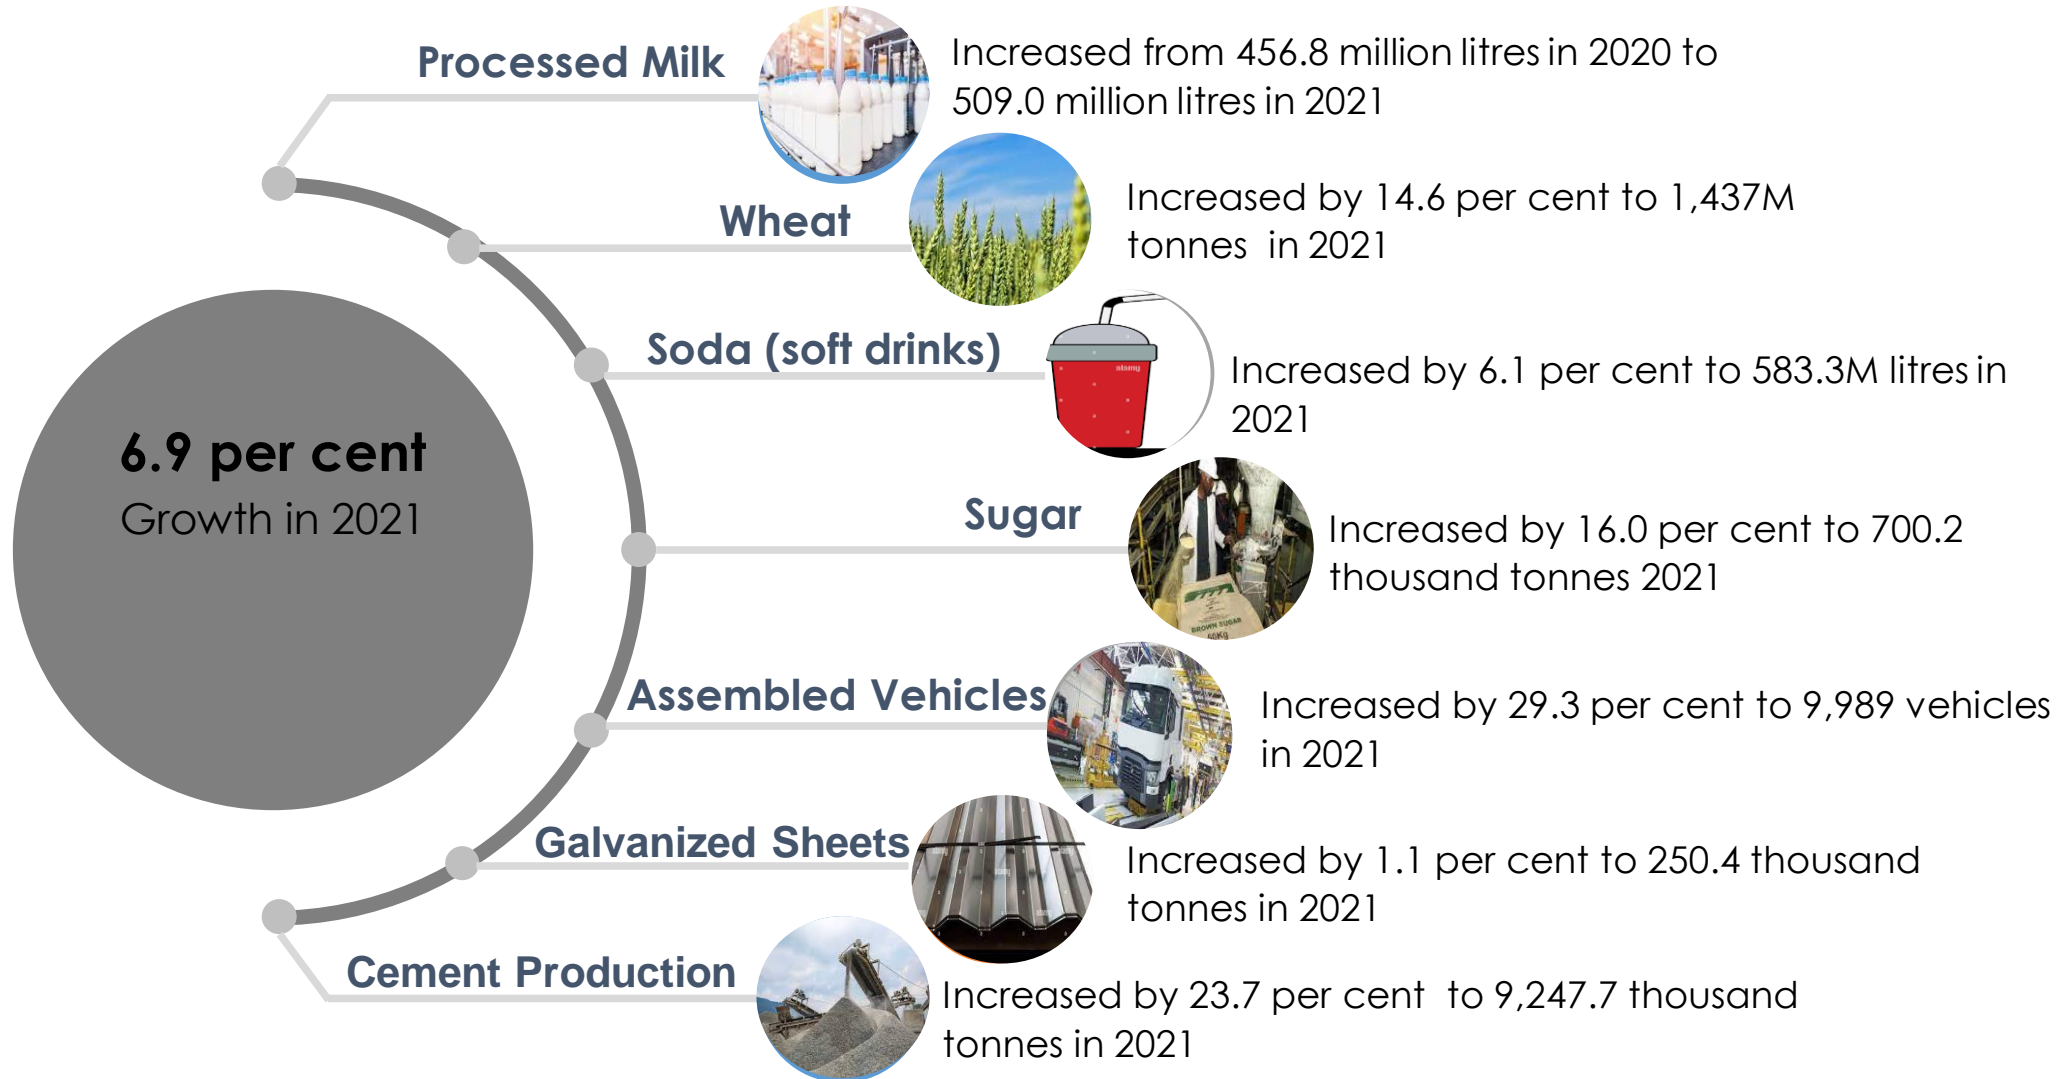 Processed Milk
Increased from 456.8 million litres in 2020 to
509.0 million litres in 2021
Wheat
Increased by 14.6 per cent to 1,437M
tonnes in 2021
Soda (soft drinks)
alamy
Increased by 6.1 per cent to 583.3M litres in
2021
6.9 per cent
Growth in 2021
Sugar
BROWN SUGAR
Increased by 16.0 per cent to 700.2
thousand tonnes 2021
Assembled Vehicles
Increased by 29.3 per cent to 9,989 vehicles
in 2021
Galvanized Sheets
Increased by 1.1 per cent to 250.4 thousand
tonnes in 2021
Cement Production
Increased by 23.7 per cent to 9,247.7 thousand
tonnes in 2021